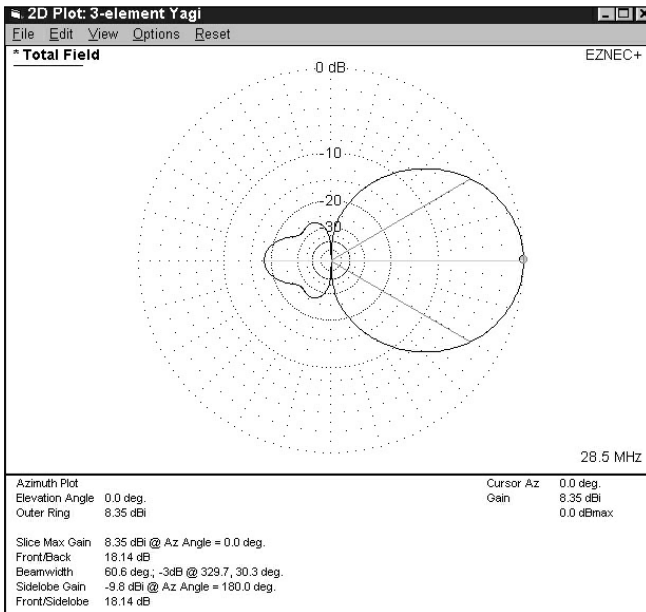 2D Plot: 3-element Yagi
File Edit View Options Reset
* Total Field
EZNEC+
0 dB
-10
-20
-30
28.5 MHz
Azimuth Plot
Elevation Angle 0.0 deg.
Outer Ring 8.35 dBi
Cursor Az 0.0 deg.
Gain 8.35 dBi
0.0 dBmax
Slice Max Gain 8.35 dBi @ Az Angle = 0.0 deg.
Front/Back 18.14 dB
Beamwidth 60.6 deg.; -3dB @ 329.7, 30.3 deg.
Sidelobe Gain -9.8 dBi @ Az Angle = 180.0 deg.
Front/Sidelobe 18.14 dB